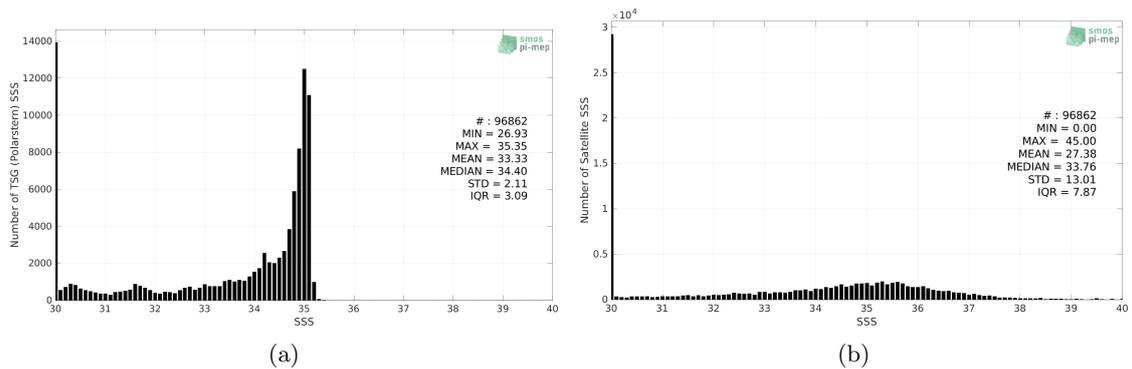 smos
pi-mep
Number of TSG (Polarstern) SSS
14000
12000
10000
8000
6000
4000
2000
0
# : 96862
MIN = 26.93
MAX = 35.35
MEAN = 33.33
MEDIAN = 34.40
STD = 2.11
IQR = 3.09
30 31 32 33 34 35 36 37 38 39 40
SSS
(a)
×10^4
smos
pi-mep
Number of Satellite SSS
3
2.5
2
1.5
1
0.5
0
# : 96862
MIN = 0.00
MAX = 45.00
MEAN = 27.38
MEDIAN = 33.76
STD = 13.01
IQR = 7.87
30 31 32 33 34 35 36 37 38 39 40
SSS
(b)